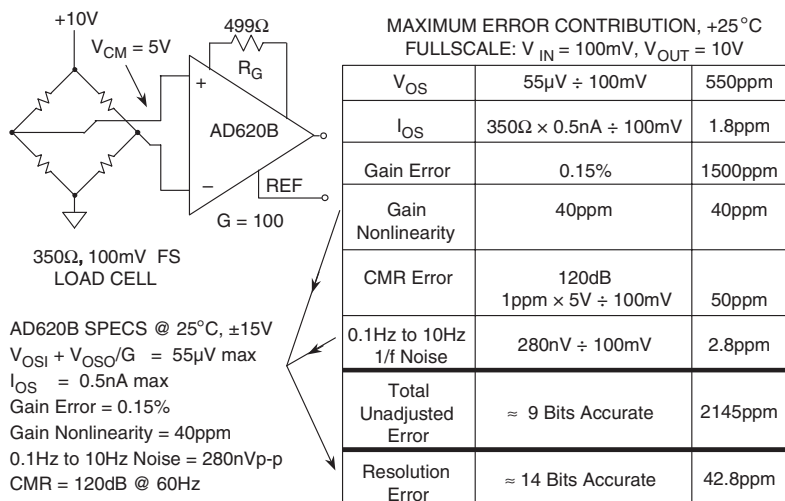 +10V
V_CM = 5V
499Ω
R_G
+
AD620B
−
REF
G = 100
350Ω, 100mV FS
LOAD CELL
AD620B SPECS @ 25°C, ±15V
V_OSI + V_OSO/G = 55µV max
I_OS = 0.5nA max
Gain Error = 0.15%
Gain Nonlinearity = 40ppm
0.1Hz to 10Hz Noise = 280nVp-p
CMR = 120dB @ 60Hz
MAXIMUM ERROR CONTRIBUTION, +25°C
FULLSCALE: V_IN = 100mV, V_OUT = 10V
V_OS 55µV ÷ 100mV 550ppm
I_OS 350Ω × 0.5nA ÷ 100mV 1.8ppm
Gain Error 0.15% 1500ppm
Gain 40ppm 40ppm
Nonlinearity
CMR Error 120dB
1ppm × 5V ÷ 100mV 50ppm
0.1Hz to 10Hz
1/f Noise 280nV ÷ 100mV 2.8ppm
Total
Unadjusted ≈ 9 Bits Accurate 2145ppm
Error
Resolution ≈ 14 Bits Accurate 42.8ppm
Error